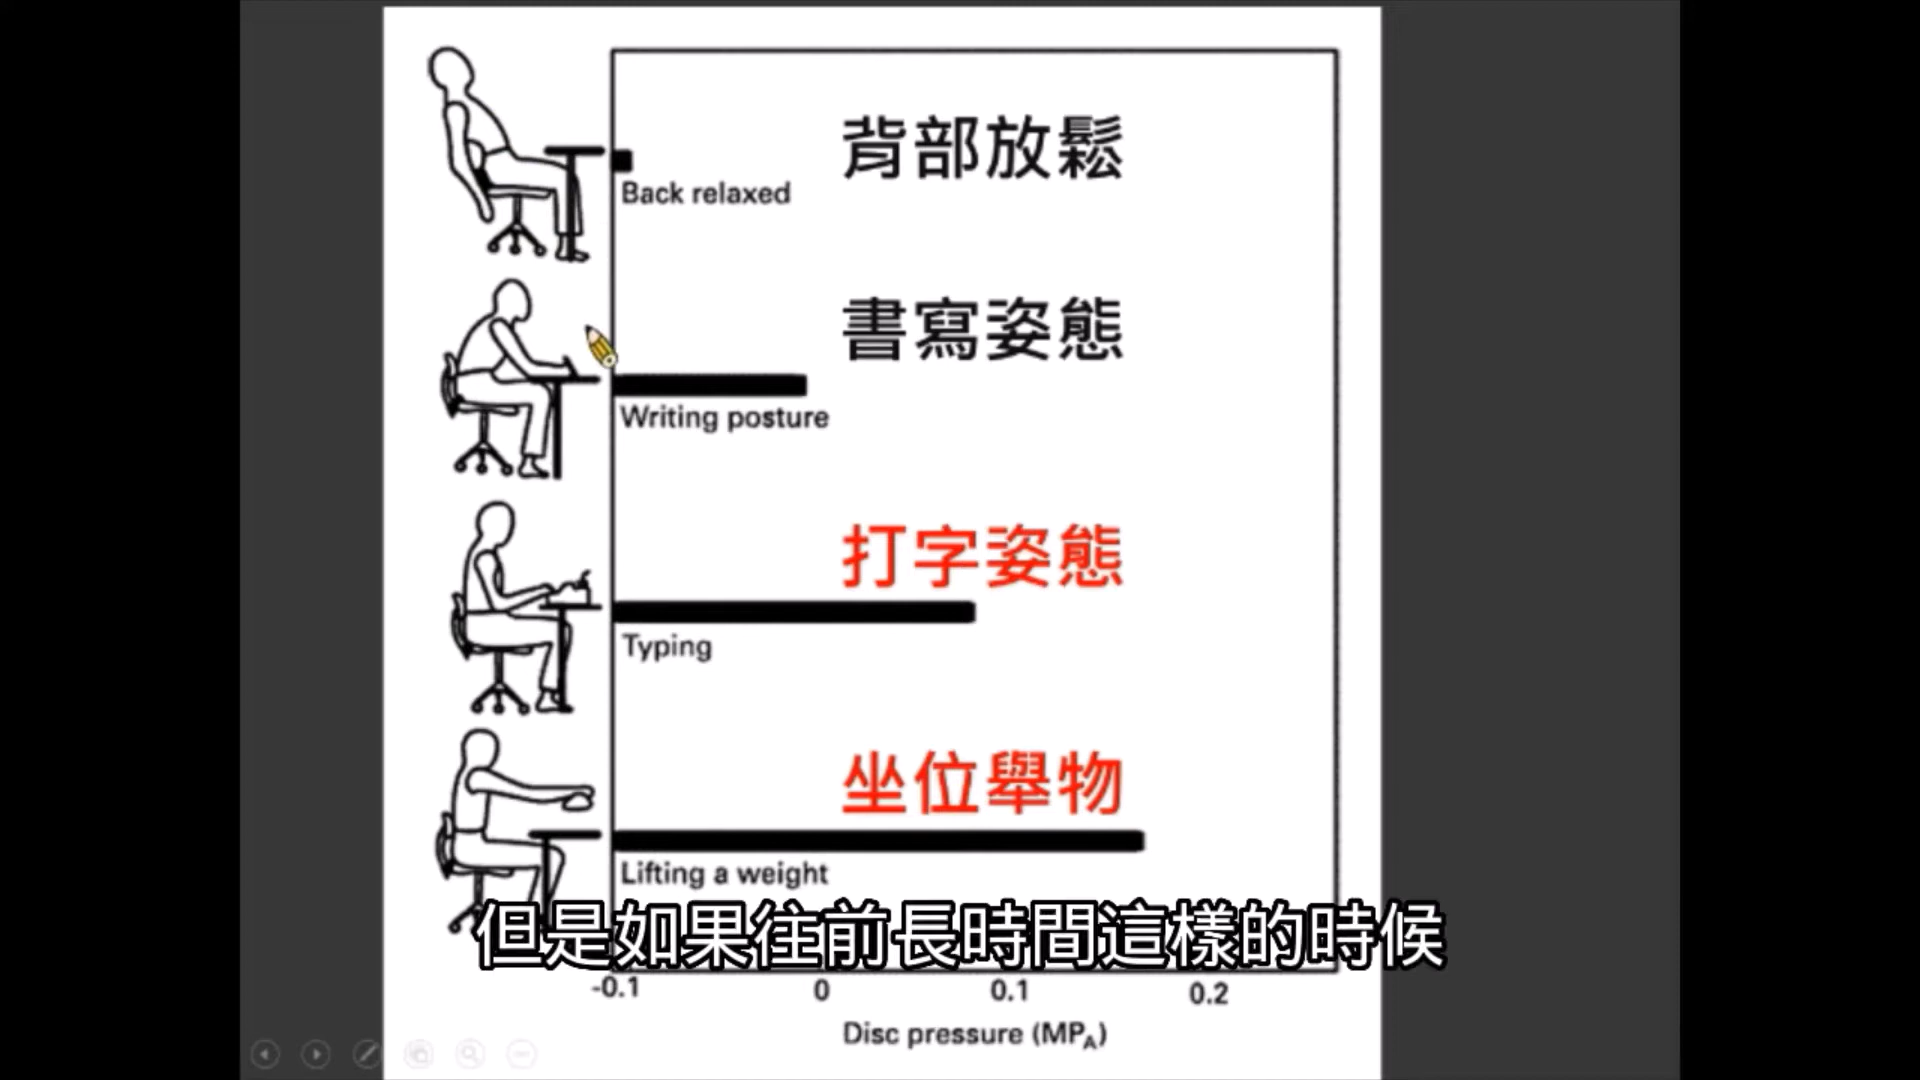 背部放鬆
Back relaxed
書寫姿態
Writing posture
打字姿態
Typing
坐位舉物
Lifting a weight
但是如果往前長時間這樣的時候
-0.1 0 0.1 0.2
Disc pressure (MPA)